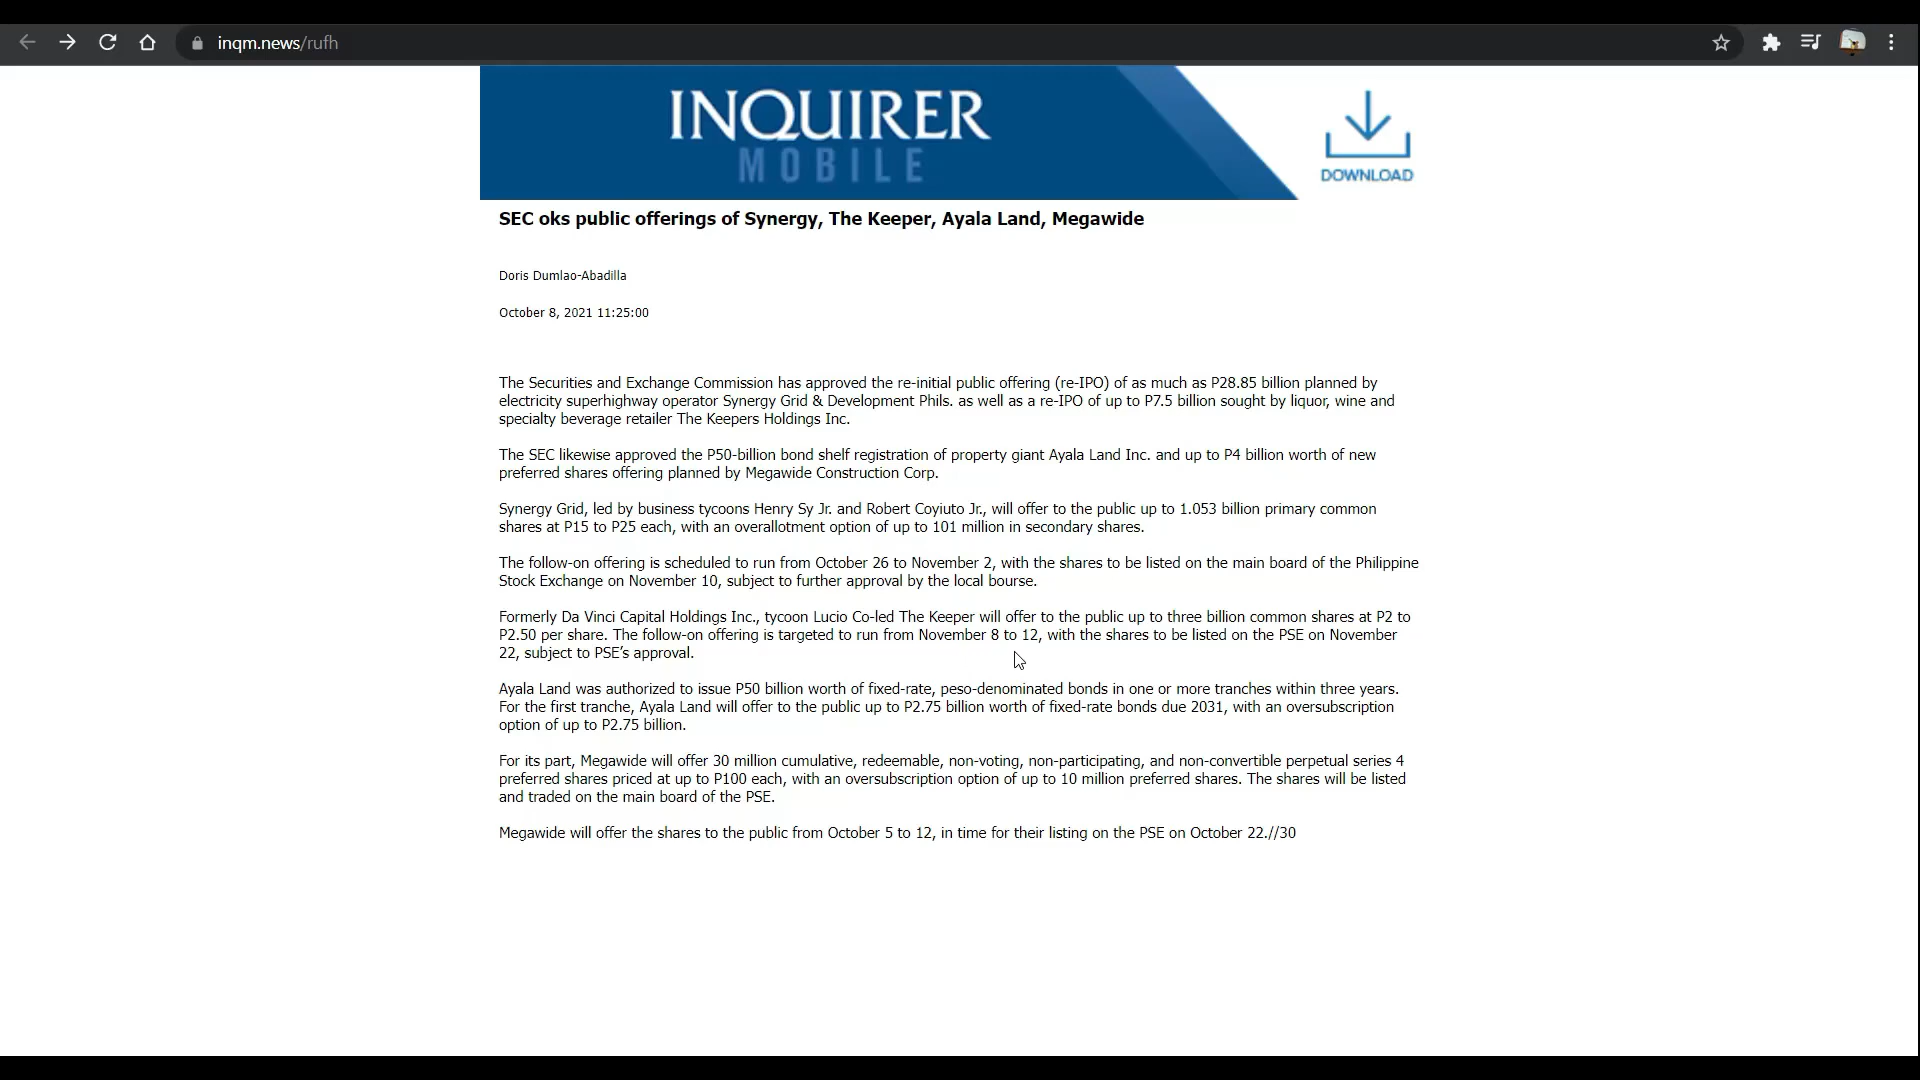 inqm.news/rufh
INQUIRER
MOBILE
DOWNLOAD
SEC oks public offerings of Synergy, The Keeper, Ayala Land, Megawide
Doris Dumlao-Abadilla
October 8, 2021 11:25:00
The Securities and Exchange Commission has approved the re-initial public offering (re-IPO) of as much as P28.85 billion planned by
electricity superhighway operator Synergy Grid & Development Phils. as well as a re-IPO of up to P7.5 billion sought by liquor, wine and
specialty beverage retailer The Keepers Holdings Inc.
The SEC likewise approved the P50-billion bond shelf registration of property giant Ayala Land Inc. and up to P4 billion worth of new
preferred shares offering planned by Megawide Construction Corp.
Synergy Grid, led by business tycoons Henry Sy Jr. and Robert Coyiuto Jr., will offer to the public up to 1.053 billion primary common
shares at P15 to P25 each, with an overallotment option of up to 101 million in secondary shares.
The follow-on offering is scheduled to run from October 26 to November 2, with the shares to be listed on the main board of the Philippine
Stock Exchange on November 10, subject to further approval by the local bourse.
Formerly Da Vinci Capital Holdings Inc., tycoon Lucio Co-led The Keeper will offer to the public up to three billion common shares at P2 to
P2.50 per share. The follow-on offering is targeted to run from November 8 to 12, with the shares to be listed on the PSE on November
22, subject to PSE’s approval.
Ayala Land was authorized to issue P50 billion worth of fixed-rate, peso-denominated bonds in one or more tranches within three years.
For the first tranche, Ayala Land will offer to the public up to P2.75 billion worth of fixed-rate bonds due 2031, with an oversubscription
option of up to P2.75 billion.
For its part, Megawide will offer 30 million cumulative, redeemable, non-voting, non-participating, and non-convertible perpetual series 4
preferred shares priced at up to P100 each, with an oversubscription option of up to 10 million preferred shares. The shares will be listed
and traded on the main board of the PSE.
Megawide will offer the shares to the public from October 5 to 12, in time for their listing on the PSE on October 22.//30